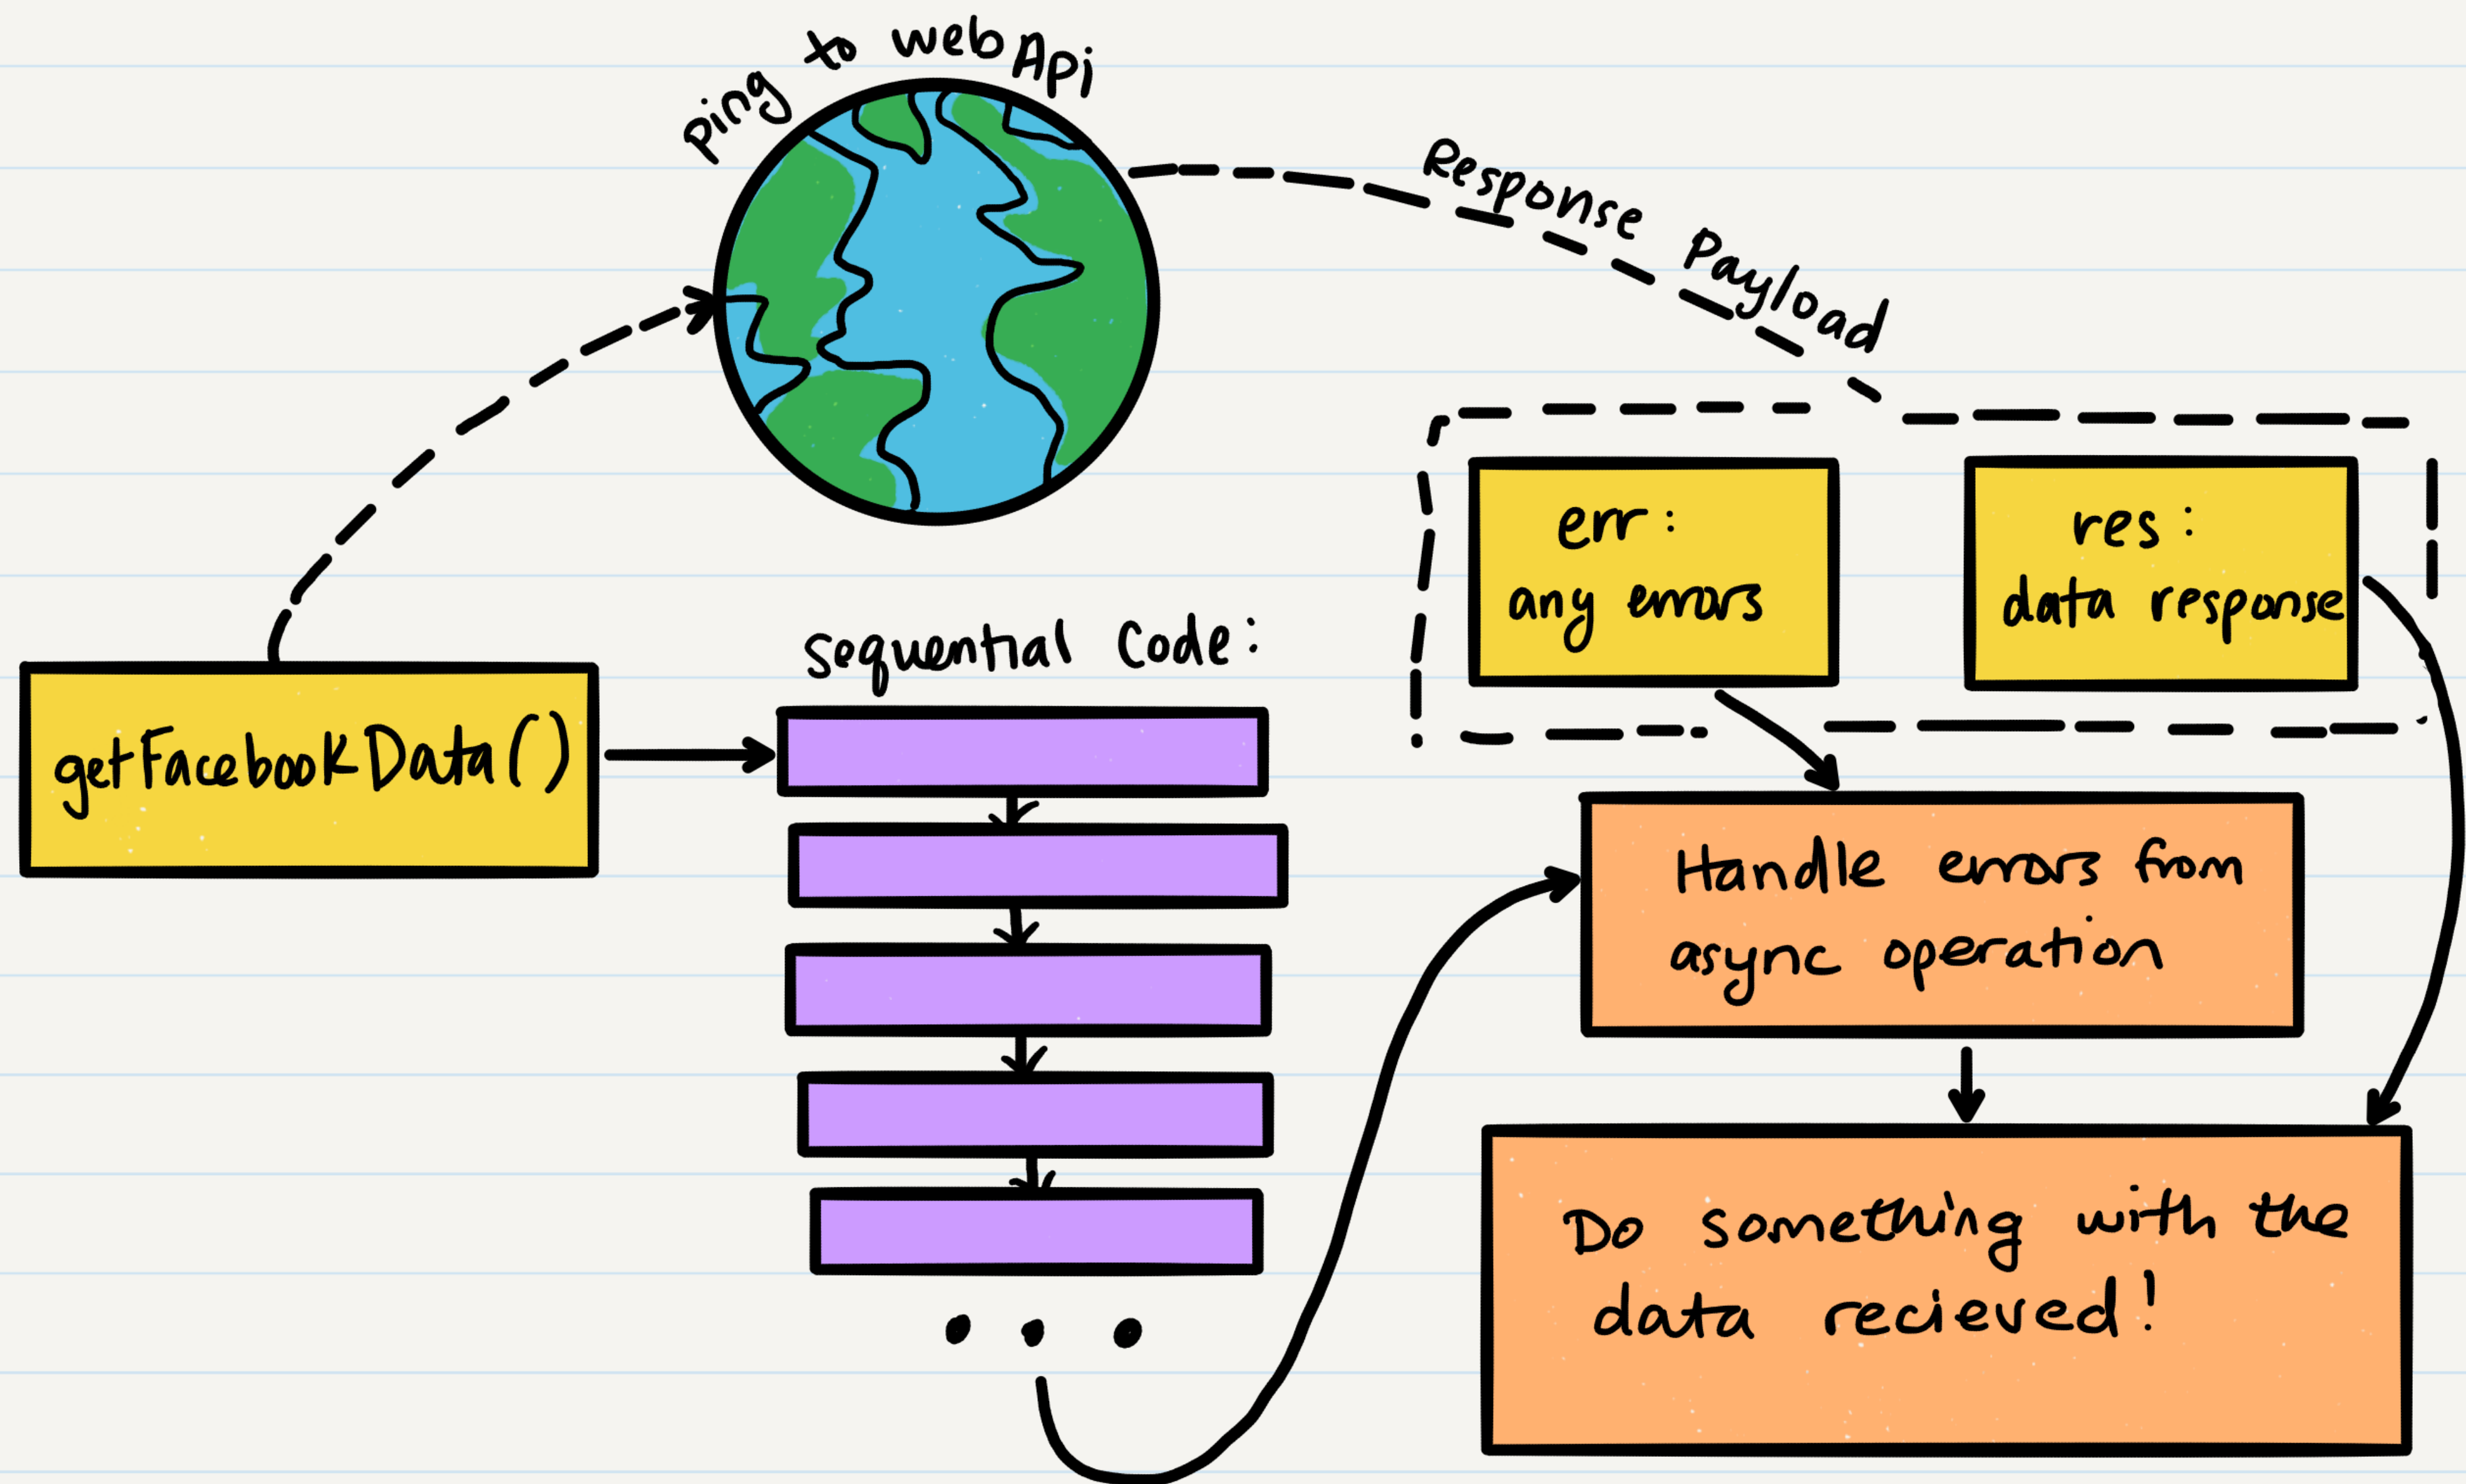 Ping to web Api
Response Payload
err:
any errors
res:
data response
sequential Code:
getFacebookData()
Handle errors from
async operation
Do something with the
data recieved!